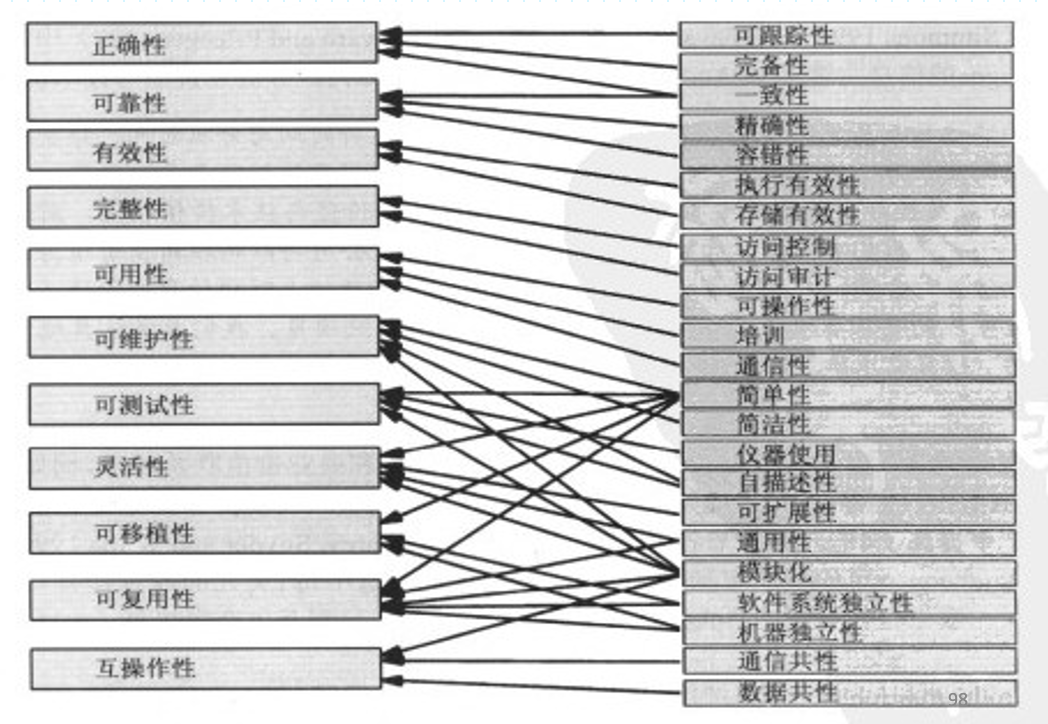 正确性
可靠性
有效性
完整性
可用性
可维护性
可测试性
灵活性
可移植性
可复用性
互操作性
可跟踪性
完备性
一致性
精确性
容错性
执行有效性
存储有效性
访问控制
访问审计
可操作性
培训
通信性
简单性
简洁性
仪器使用
自描述性
可扩展性
通用性
模块化
软件系统独立性
机器独立性
通信共性
数据共性
98